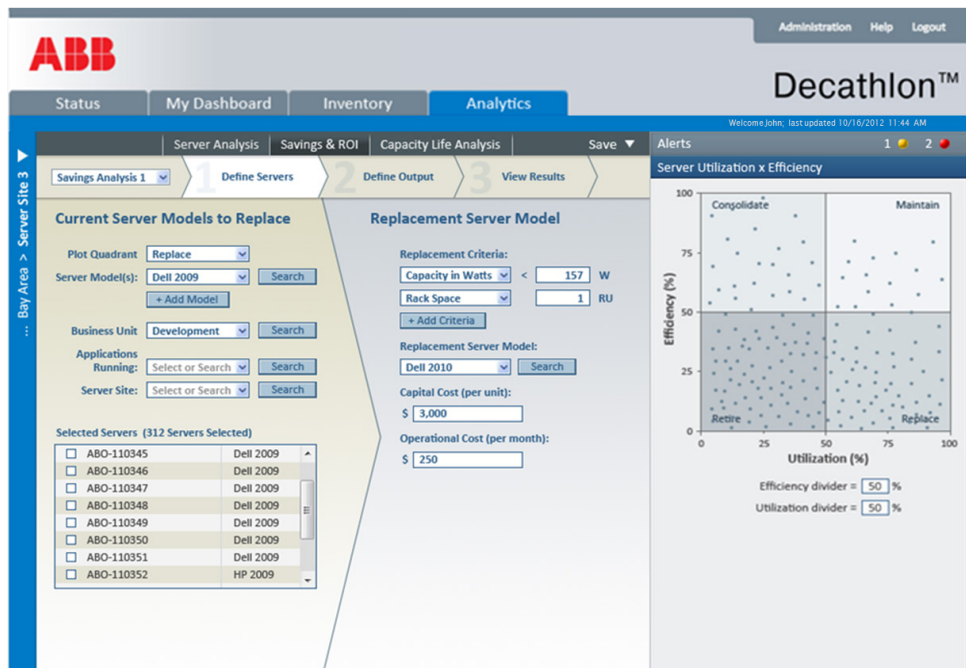 Administration Help Logout
ABB
Decathlon™
Status My Dashboard Inventory Analytics
Welcome John; last updated 10/16/2012 11:44 AM
... Bay Area > Server Site 3
Server Analysis Savings & ROI Capacity Life Analysis Save
Savings Analysis 1
1 Define Servers
2 Define Output
3 View Results
Current Server Models to Replace
Plot Quadrant Replace
Server Model(s): Dell 2009 Search
+ Add Model
Business Unit Development Search
Applications
Running: Select or Search Search
Server Site: Select or Search Search
Selected Servers (312 Servers Selected)
ABO-110345 Dell 2009
ABO-110346 Dell 2009
ABO-110347 Dell 2009
ABO-110348 Dell 2009
ABO-110349 Dell 2009
ABO-110350 Dell 2009
ABO-110351 Dell 2009
ABO-110352 HP 2009
Replacement Server Model
Replacement Criteria:
Capacity in Watts < 157 W
Rack Space 1 RU
+ Add Criteria
Replacement Server Model:
Dell 2010 Search
Capital Cost (per unit):
$ 3,000
Operational Cost (per month):
$ 250
Alerts 1 2
Server Utilization x Efficiency
100
Consolidate Maintain
75
50
Efficiency (%)
25
Retire Replace
0
0 25 50 75 100
Utilization (%)
Efficiency divider = 50 %
Utilization divider = 50 %